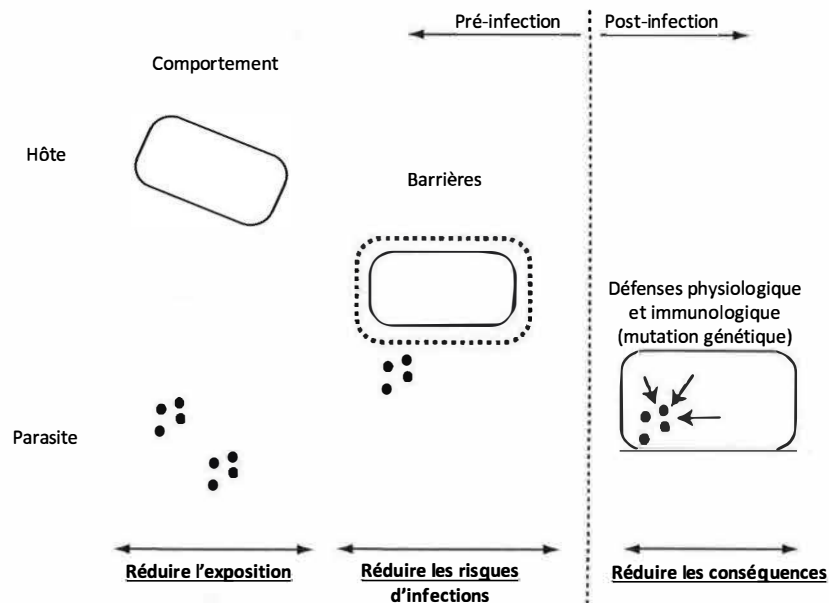 Pré-infection
Post-infection
Comportement
Hôte
Barrières
Défenses physiologique
et immunologique
(mutation génétique)
Parasite
Réduire l'exposition
Réduire les risques
d'infections
Réduire les conséquences